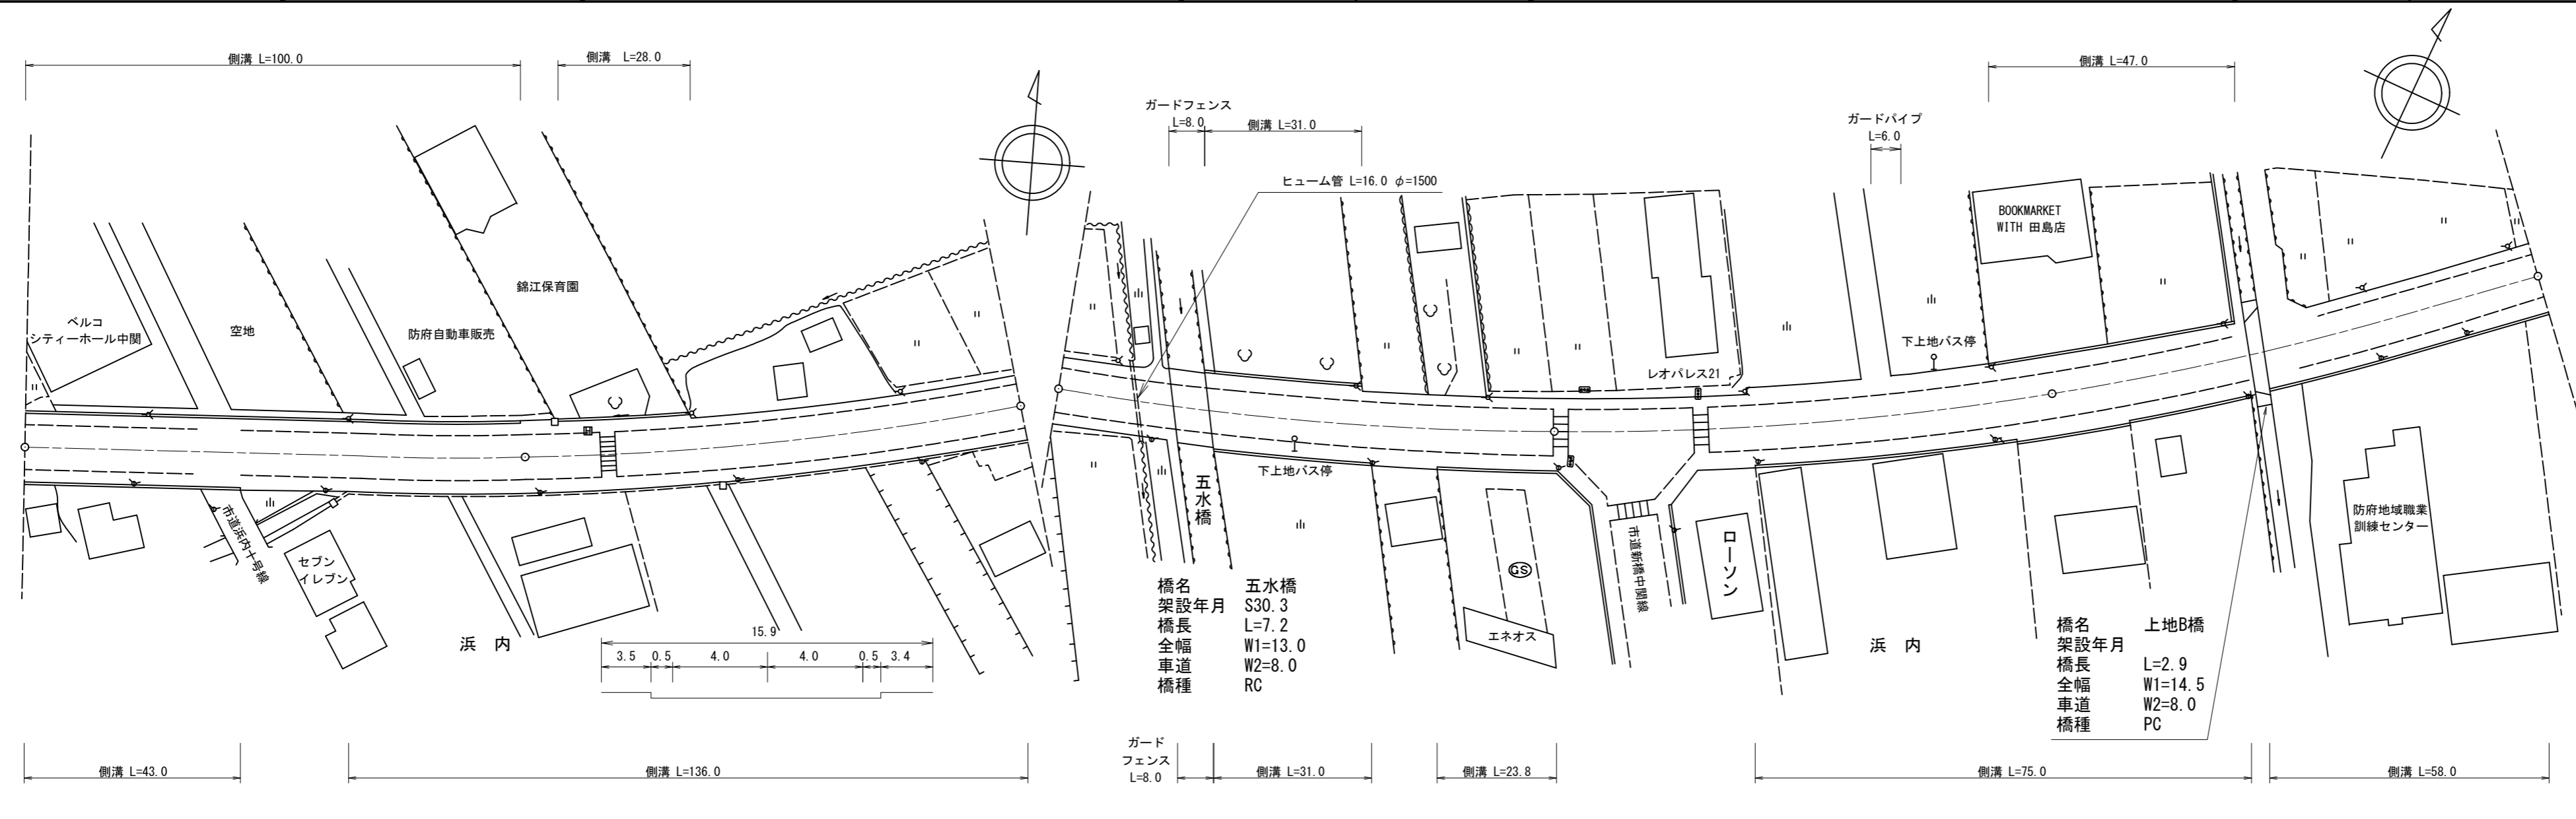 側溝 L=100.0
側溝 L=28.0
ガードフェンス
L=8.0
側溝 L=31.0
ガードパイプ
L=6.0
側溝 L=47.0
ヒューム管 L=16.0 φ=1500
BOOKMARKET
WITH 田島店
ベルコ
シティーホール中関
空地
防府自動車販売
錦江保育園
レオパレス21
下上地バス停
下上地バス停
市道浜内十号線
セブン
イレブン
浜 内
五水橋
GS
エネオス
市道新橋中関線
ローソン
浜 内
防府地域職業
訓練センター
15.9
3.5 0.5 4.0 4.0 0.5 3.4
橋名 五水橋
架設年月 S30.3
橋長 L=7.2
全幅 W1=13.0
車道 W2=8.0
橋種 RC
橋名 上地B橋
架設年月
橋長 L=2.9
全幅 W1=14.5
車道 W2=8.0
橋種 PC
側溝 L=43.0
側溝 L=136.0
ガード
フェンス
L=8.0
側溝 L=31.0
側溝 L=23.8
側溝 L=75.0
側溝 L=58.0